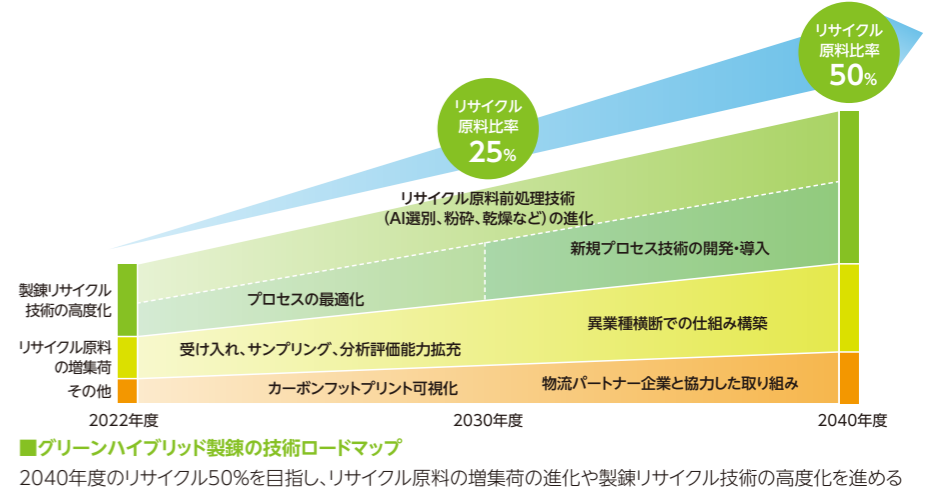 リサイクル
原料比率
50%
リサイクル
原料比率
25%
リサイクル原料前処理技術
（AI選別、粉砕、乾燥など）の進化
新規プロセス技術の開発・導入
製錬リサイクル
技術の高度化
プロセスの最適化
異業種横断での仕組み構築
リサイクル原料
の増集荷
受け入れ、サンプリング、分析評価能力拡充
その他
カーボンフットプリント可視化
物流パートナー企業と協力した取り組み
2022年度
2030年度
2040年度
■グリーンハイブリッド製錬の技術ロードマップ
2040年度のリサイクル50%を目指し、リサイクル原料の増集荷の進化や製錬リサイクル技術の高度化を進める